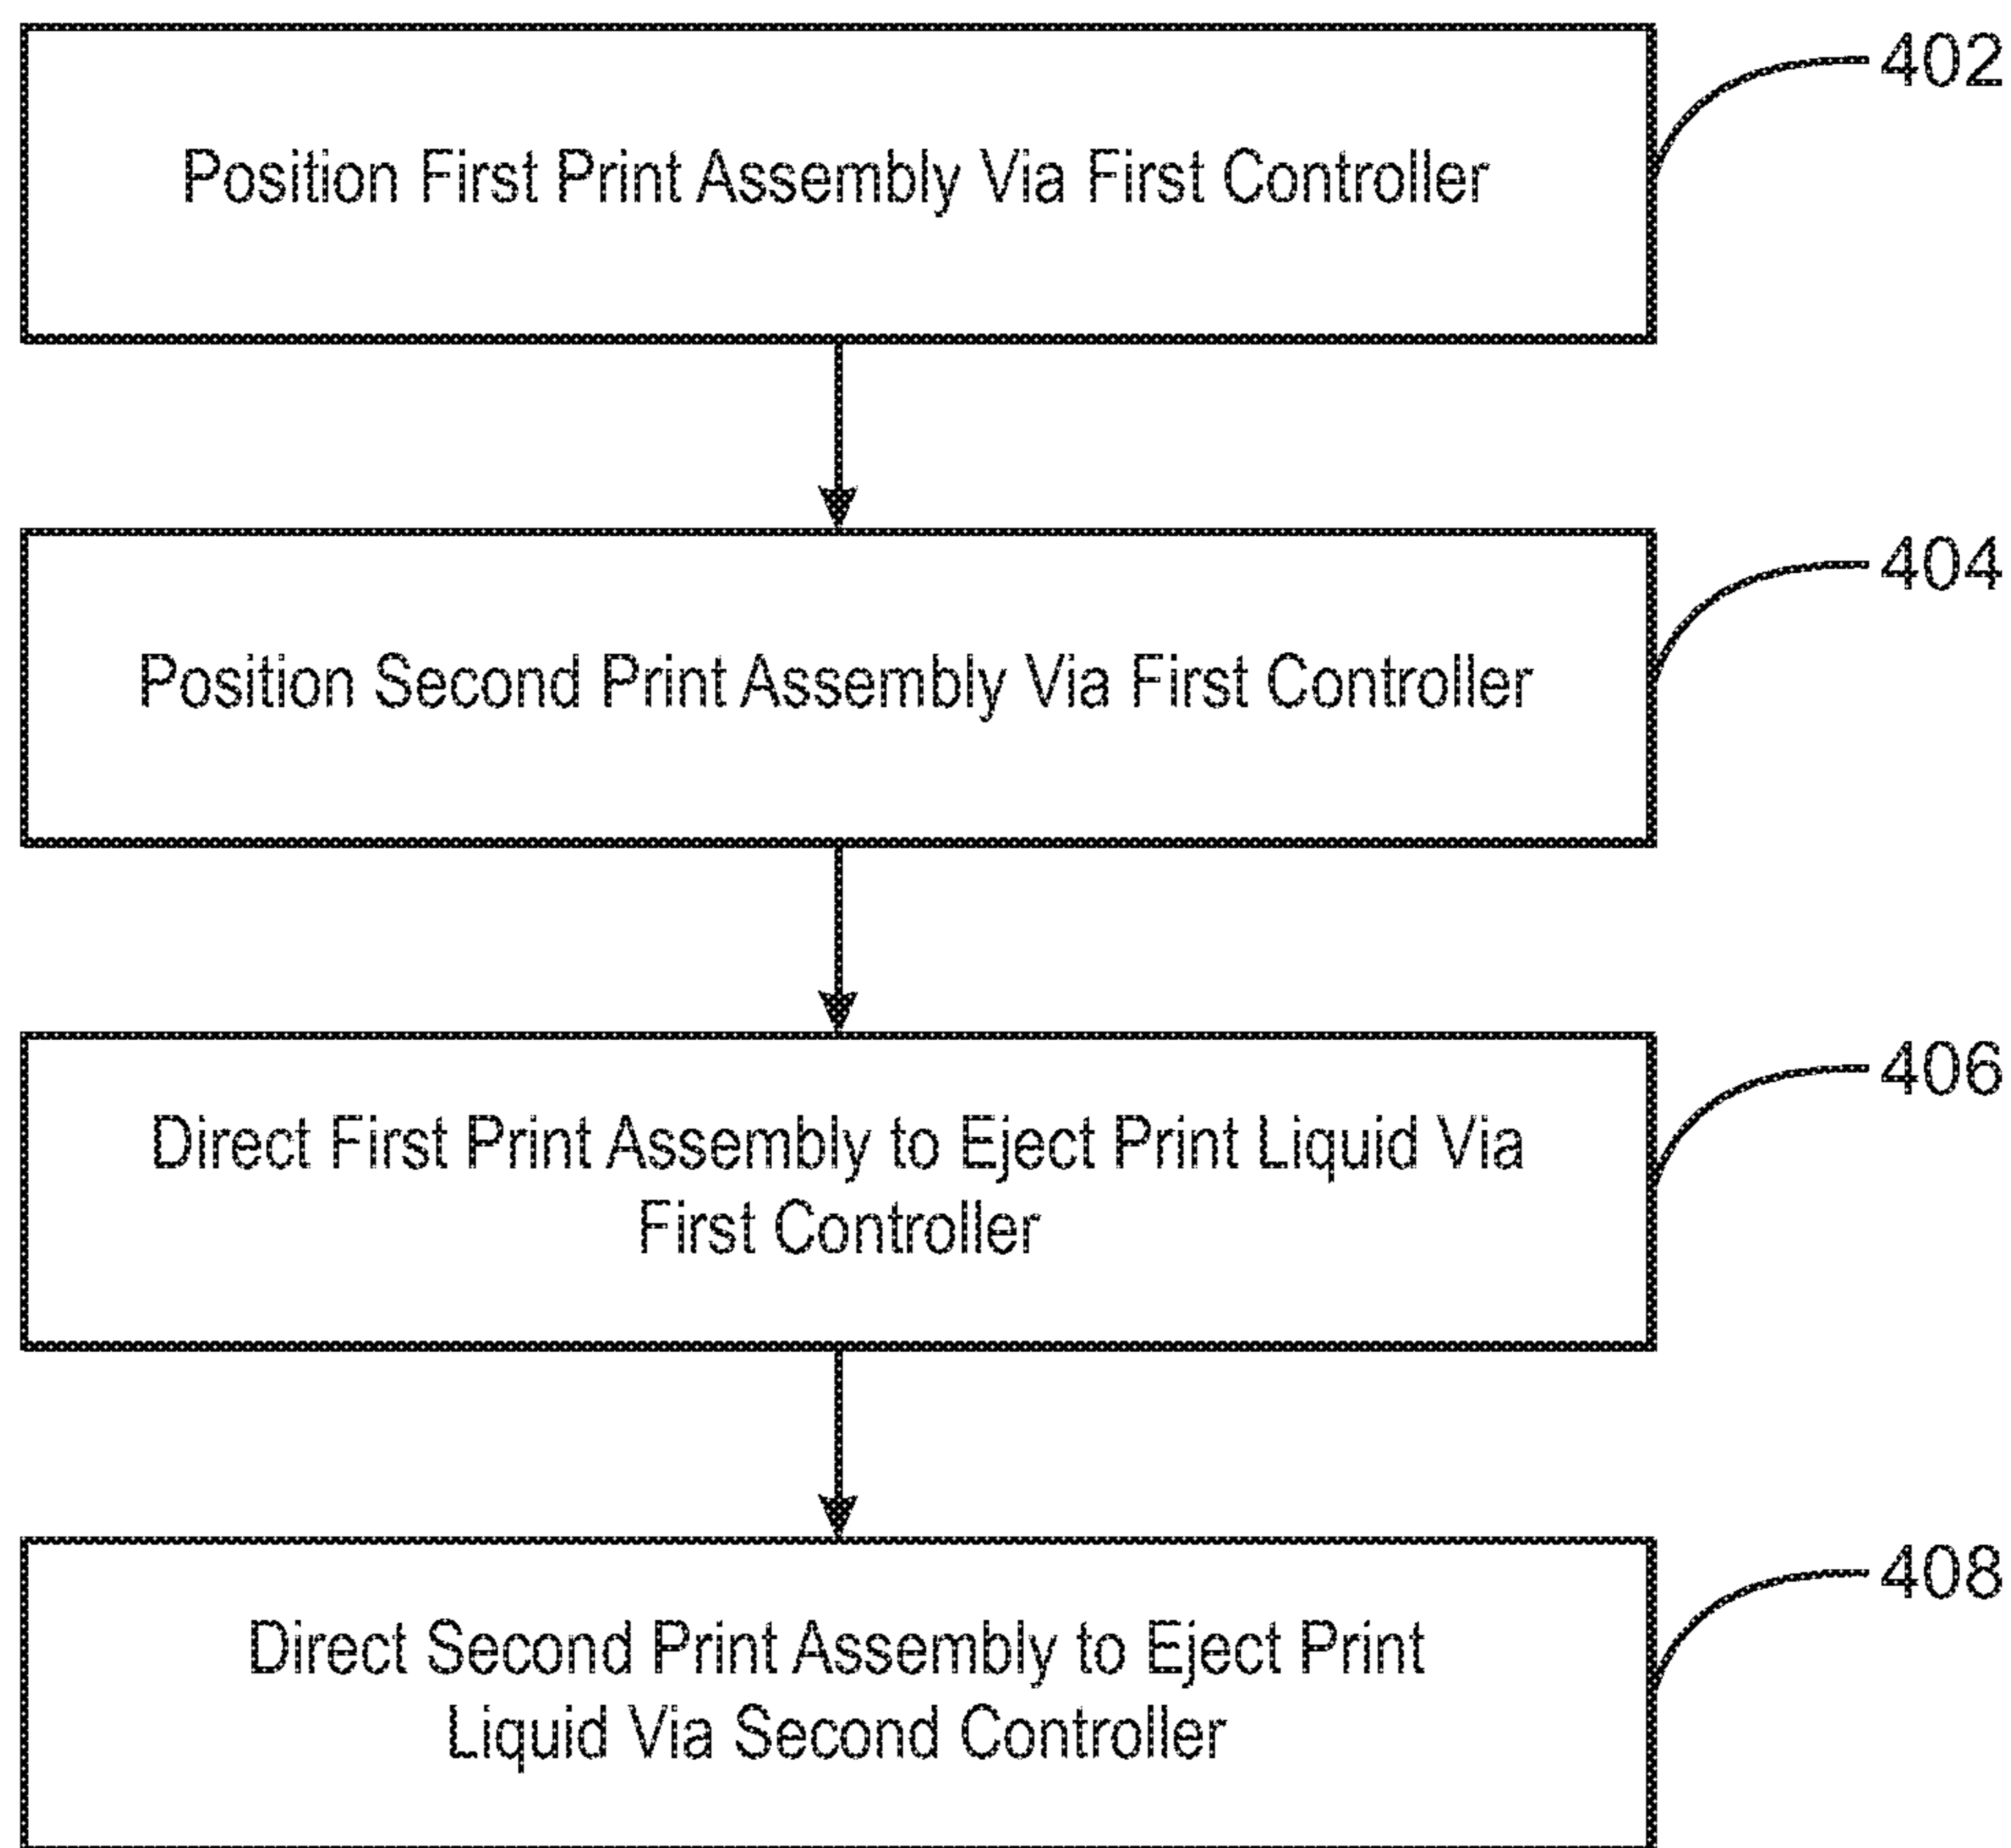 402
Position First Print Assembly Via First Controller
404
Position Second Print Assembly Via First Controller
406
Direct First Print Assembly to Eject Print Liquid Via
First Controller
408
Direct Second Print Assembly to Eject Print
Liquid Via Second Controller